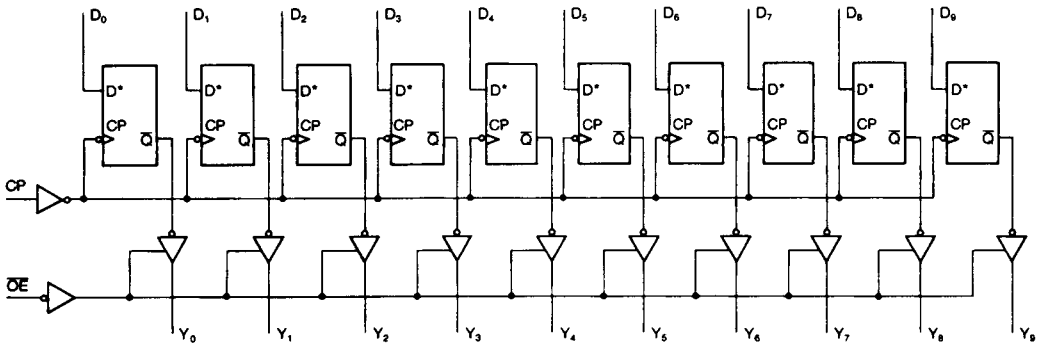 D₀ D₁ D₂ D₃ D₄ D₅ D₆ D₇ D₈ D₉
D* D* D* D* D* D* D* D* D* D*
CP CP CP CP CP CP CP CP CP CP
Q̅ Q̅ Q̅ Q̅ Q̅ Q̅ Q̅ Q̅ Q̅ Q̅
CP
O̅E̅
Y₀ Y₁ Y₂ Y₃ Y₄ Y₅ Y₆ Y₇ Y₈ Y₉